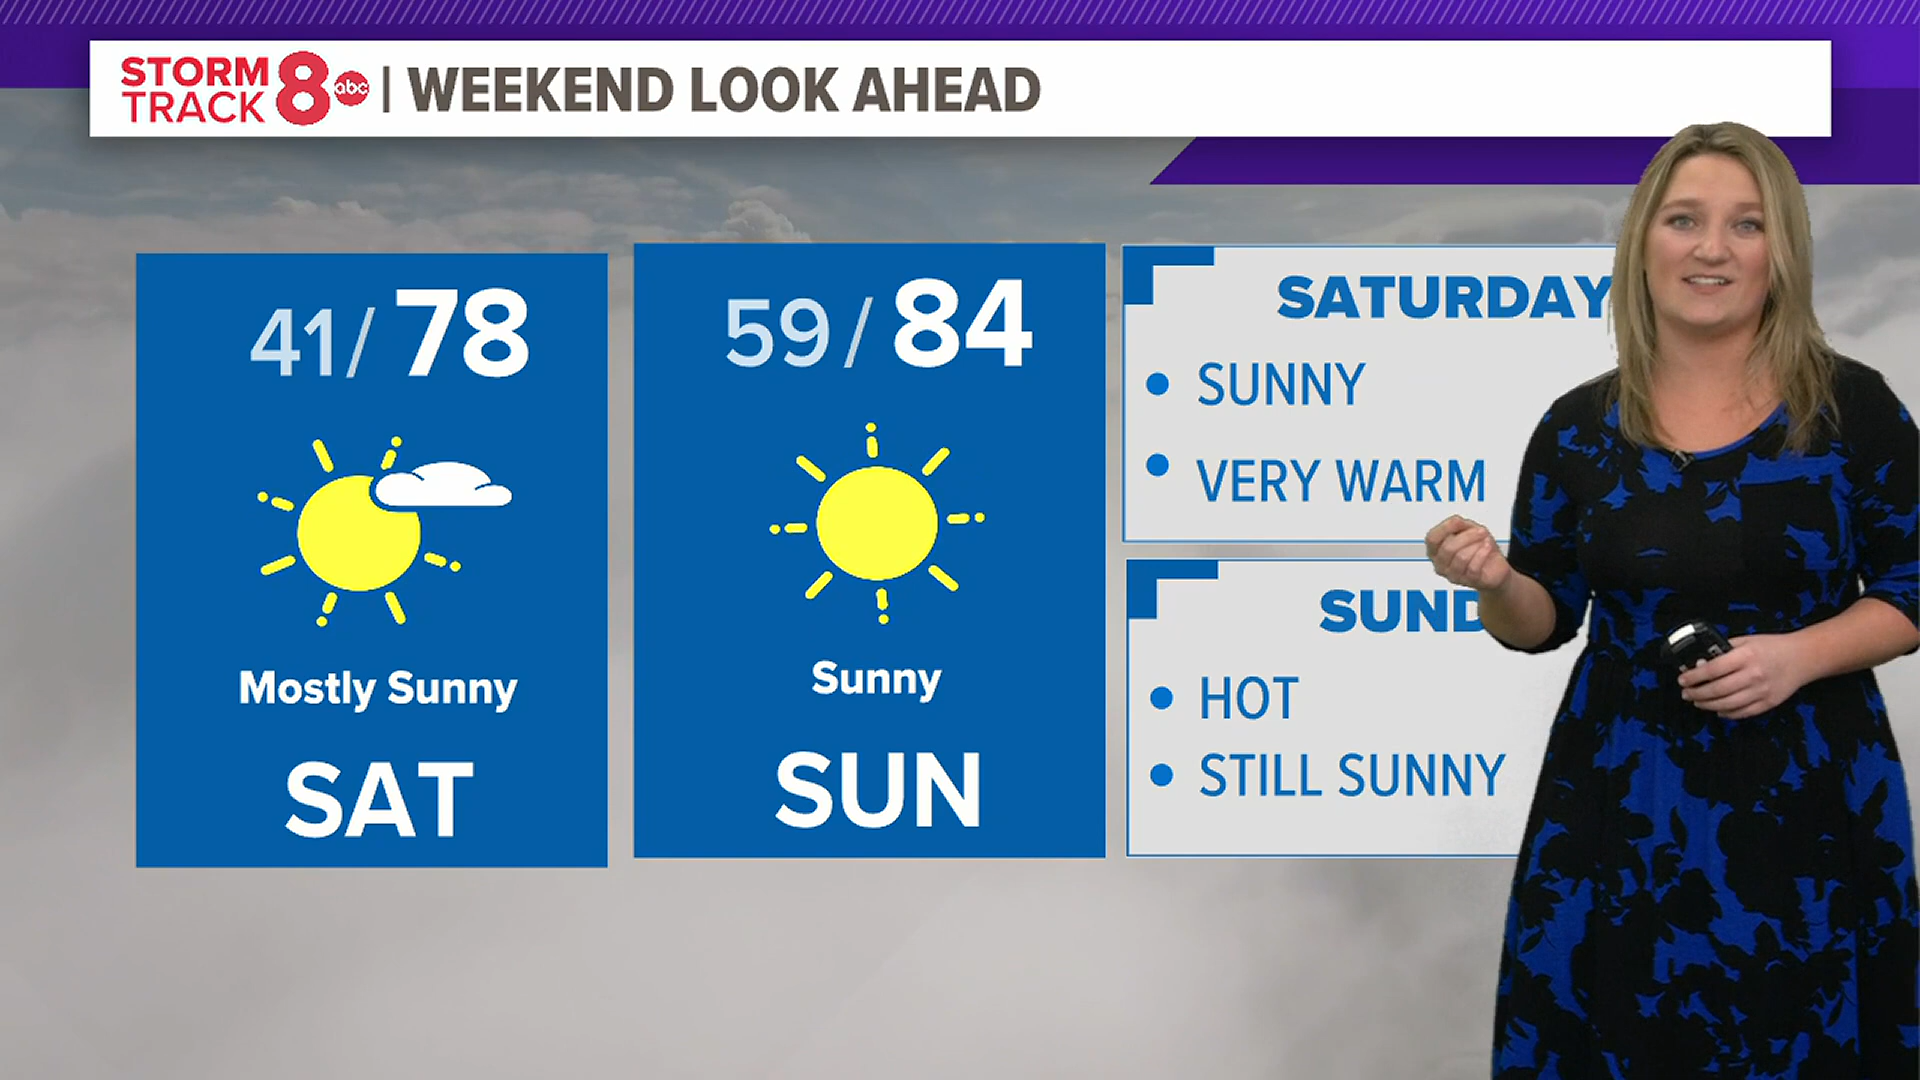 STORM
TRACK 8 abc | WEEKEND LOOK AHEAD
41/78
Mostly Sunny
SAT
59/84
Sunny
SUN
SATURDAY
• SUNNY
• VERY WARM
SUND
• HOT
• STILL SUNNY